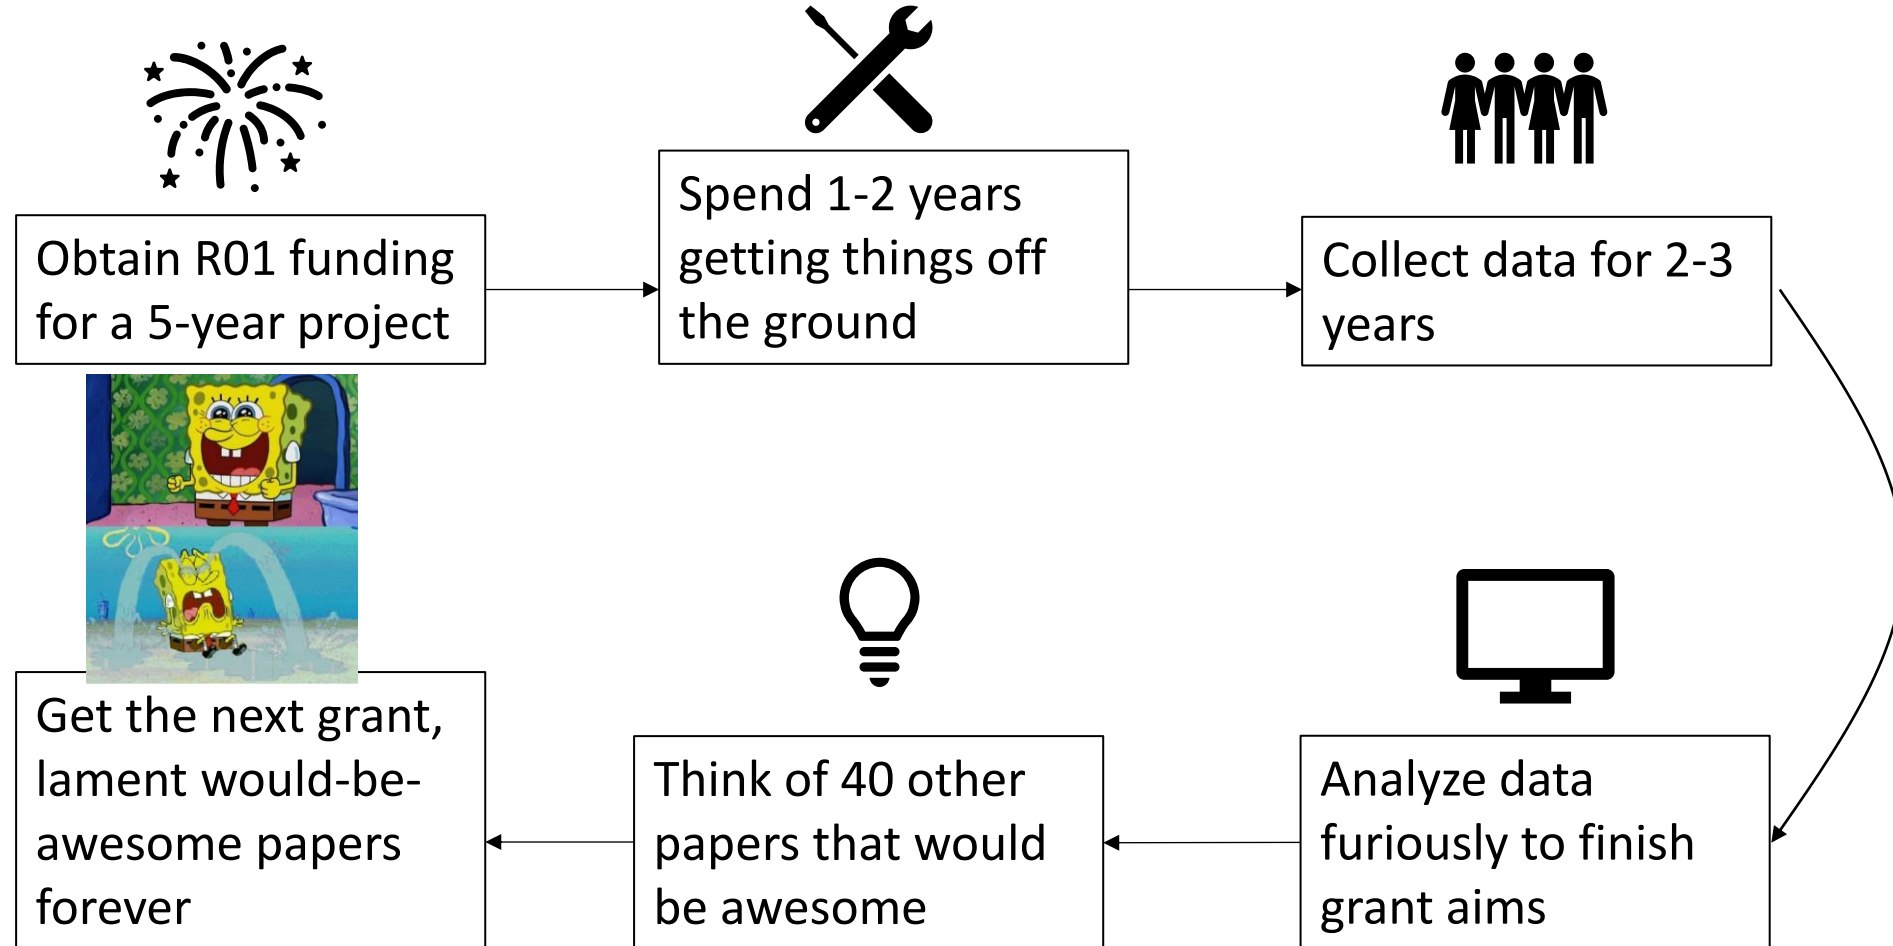 Obtain R01 funding
for a 5-year project
Spend 1-2 years
getting things off
the ground
Collect data for 2-3
years
Analyze data
furiously to finish
grant aims
Think of 40 other
papers that would
be awesome
Get the next grant,
lament would-be-
awesome papers
forever